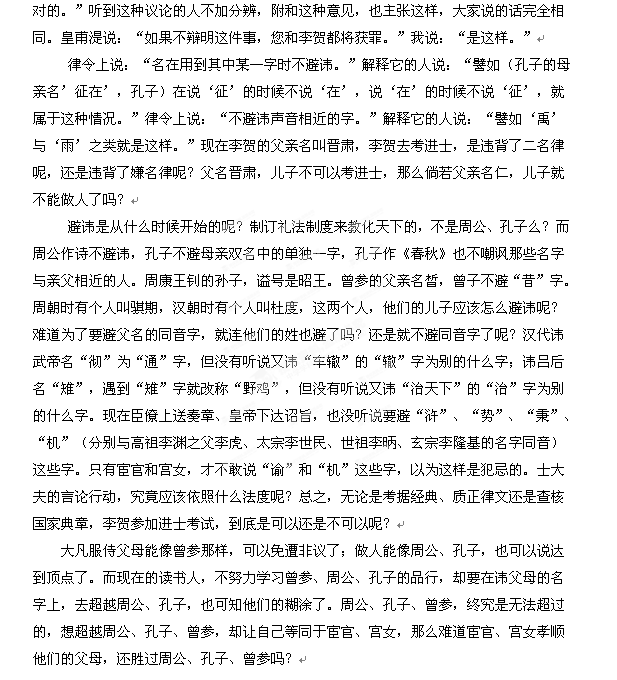 对的。”听到这种议论的人不加分辨，附和这种意见，也主张这样，大家说的话完全相
同。皇甫湜说：“如果不辩明这件事，您和李贺都将获罪。”我说：“是这样。”
律令上说：“名在用到其中某一字时不避讳。”解释它的人说：“譬如（孔子的母
亲名’征在’，孔子）在说‘征’的时候不说‘在’，说‘在’的时候不说‘征’，就
属于这种情况。”律令上说：“不避讳声音相近的字。”解释它的人说：“譬如‘禹’
与‘雨’之类就是这样。”现在李贺的父亲名叫晋肃，李贺去考进士，是违背了二名律
呢，还是违背了嫌名律呢？父名晋肃，儿子不可以考进士，那么倘若父亲名仁，儿子就
不能做人了吗？
避讳是从什么时候开始的呢？制订礼法制度来教化天下的，不是周公、孔子么？而
周公作诗不避讳，孔子不避母亲双名中的单独一字，孔子作《春秋》也不嘲讽那些名字
与亲父相近的人。周康王钊的孙子，谥号是昭王。曾参的父亲名皙，曾子不避“昔”字。
周朝时有个人叫骐期，汉朝时有个人叫杜度，这两个人，他们的儿子应该怎么避讳呢？
难道为了要避父名的同音字，就连他们的姓也避了吗？还是就不避同音字了呢？汉代讳
武帝名“彻”为“通”字，但没有听说又讳“车辙”的“辙”字为别的什么字；讳吕后
名“雉”，遇到“雉”字就改称“野鸡”，但没有听说又讳“治天下”的“治”字为别
的什么字。现在臣僚上送奏章、皇帝下达诏旨，也没听说要避“浒”、“势”、“秉”、
“机”（分别与高祖李渊之父李虎、太宗李世民、世祖李昞、玄宗李隆基的名字同音）
这些字。只有宦官和宫女，才不敢说“谕”和“机”这些字，以为这样是犯忌的。士大
夫的言论行动，究竟应该依照什么法度呢？总之，无论是考据经典、质正律文还是查核
国家典章，李贺参加进士考试，到底是可以还是不可以呢？
大凡服侍父母能像曾参那样，可以免遭非议了；做人能像周公、孔子，也可以说达
到顶点了。而现在的读书人，不努力学习曾参、周公、孔子的品行，却要在讳父母的名
字上，去超越周公、孔子，也可知他们的糊涂了。周公、孔子、曾参，终究是无法超过
的，想超越周公、孔子、曾参，却让自己等同于宦官、宫女，那么难道宦官、宫女孝顺
他们的父母，还胜过周公、孔子、曾参吗？